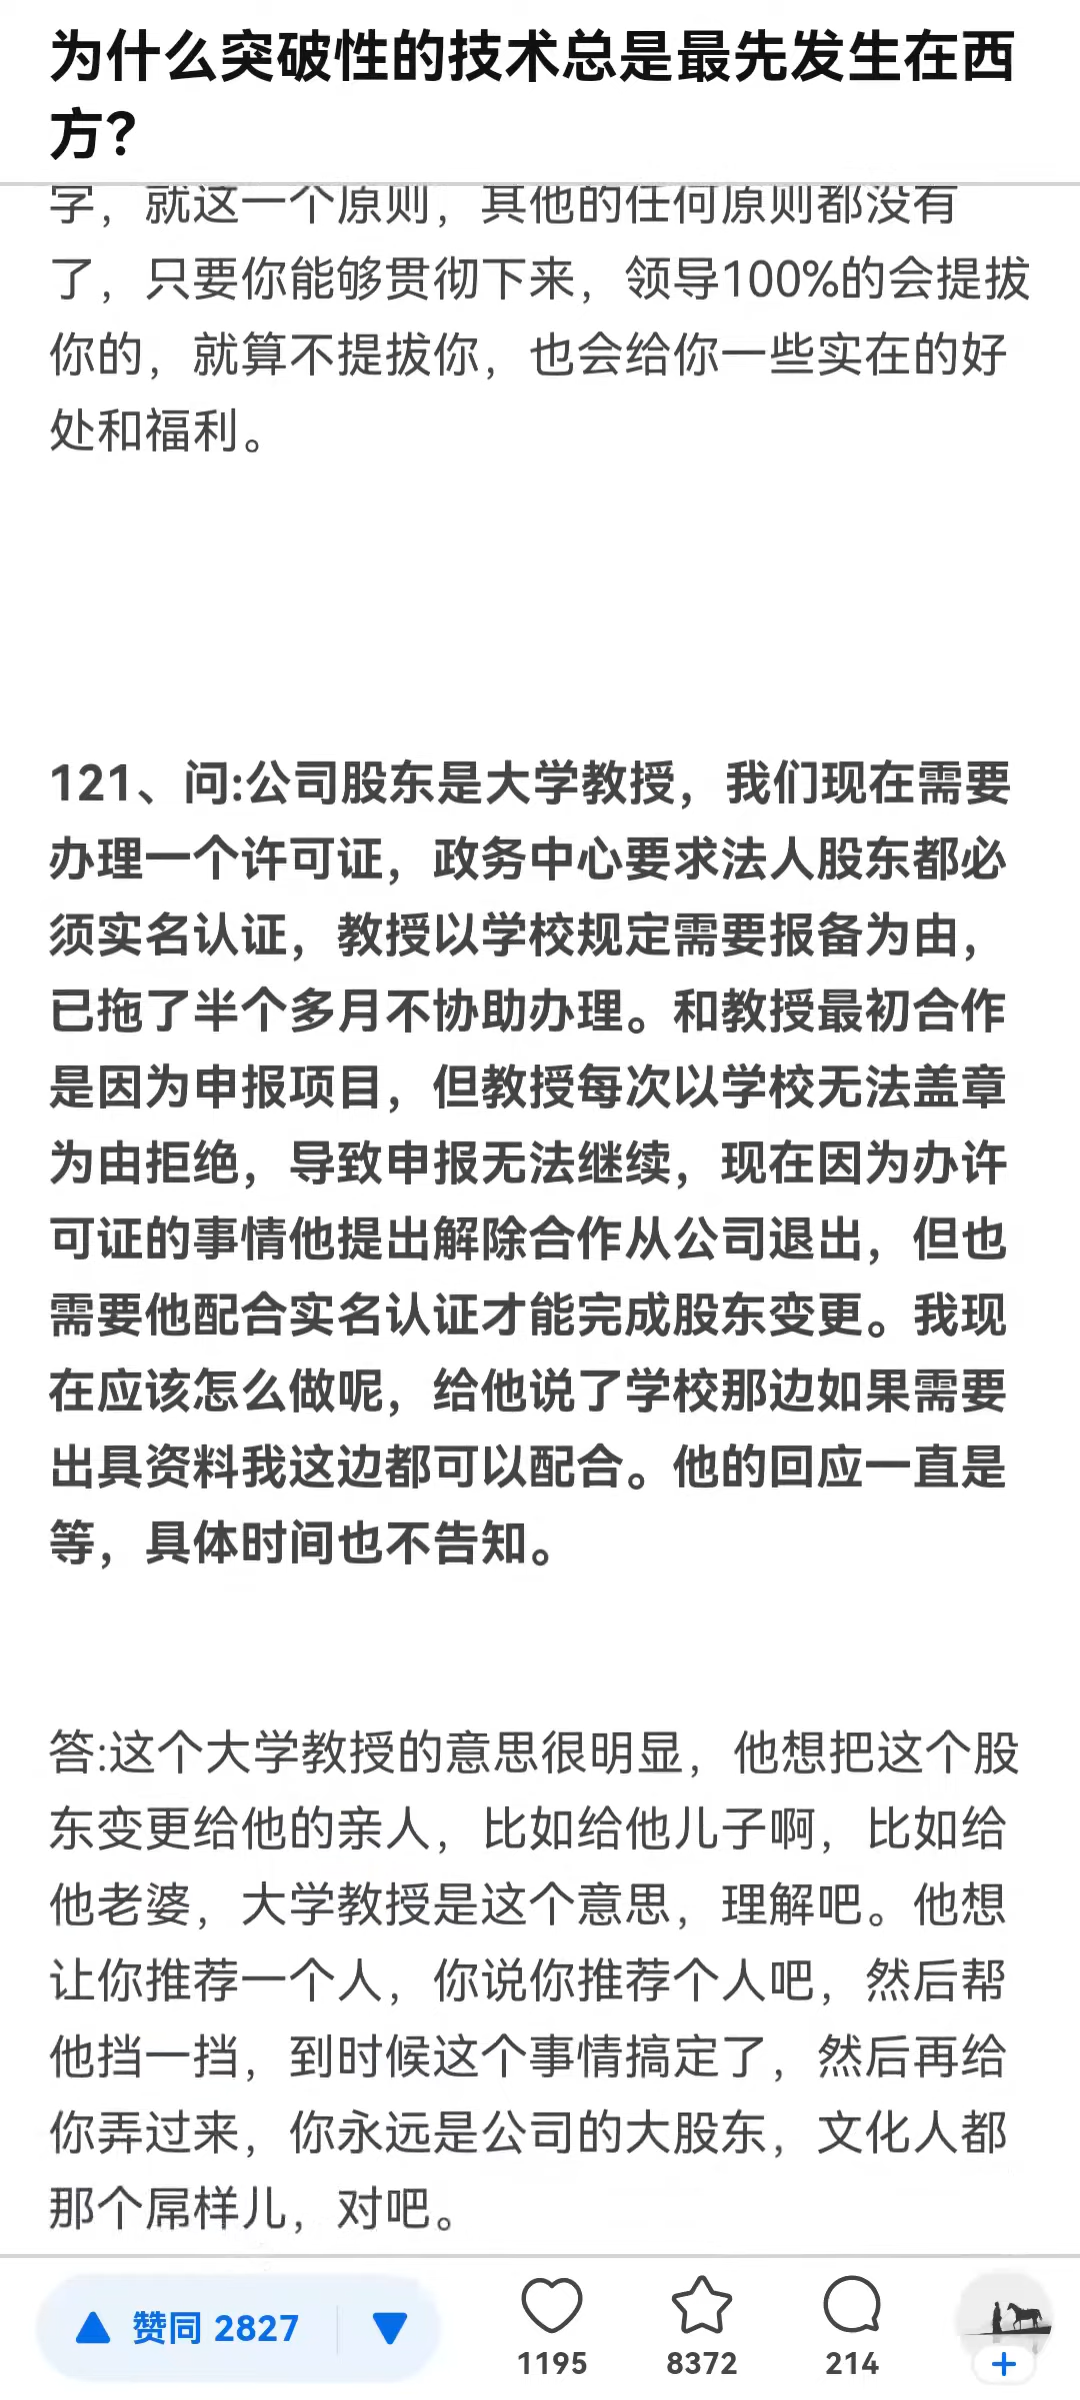 为什么突破性的技术总是最先发生在西
方？
字，就这一个原则，其他的任何原则都没有
了，只要你能够贯彻下来，领导100%的会提拔
你的，就算不提拔你，也会给你一些实在的好
处和福利。
121、问:公司股东是大学教授，我们现在需要
办理一个许可证，政务中心要求法人股东都必
须实名认证，教授以学校规定需要报备为由，
已拖了半个多月不协助办理。和教授最初合作
是因为申报项目，但教授每次以学校无法盖章
为由拒绝，导致申报无法继续，现在因为办许
可证的事情他提出解除合作从公司退出，但也
需要他配合实名认证才能完成股东变更。我现
在应该怎么做呢，给他说了学校那边如果需要
出具资料我这边都可以配合。他的回应一直是
等，具体时间也不告知。
答:这个大学教授的意思很明显，他想把这个股
东变更给他的亲人，比如给他儿子啊，比如给
他老婆，大学教授是这个意思，理解吧。他想
让你推荐一个人，你说你推荐个人吧，然后帮
他挡一挡，到时候这个事情搞定了，然后再给
你弄过来，你永远是公司的大股东，文化人都
那个屌样儿，对吧。
赞同 2827
1195
8372
214